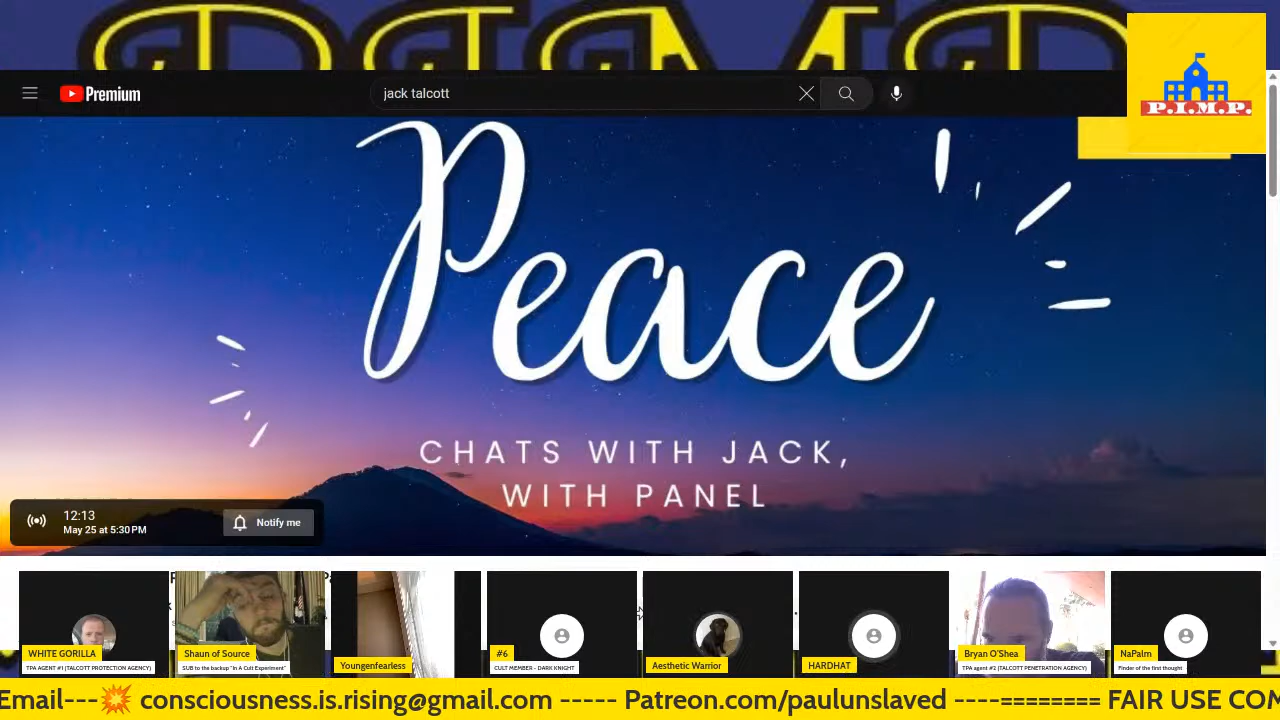 PIMP
Premium
jack talcott
P.I.M.P.
Peace
CHATS WITH JACK,
WITH PANEL
12:13
May 25 at 5:30 PM
Notify me
WHITE GORILLA
TPA AGENT #1 (TALCOTT PROTECTION AGENCY)
Shaun of Source
SUB to the backup "In A Cult Experiment"
Youngenfearless
#6
CULT MEMBER - DARK KNIGHT
Aesthetic Warrior
HARDHAT
Bryan O'Shea
TPA agent #2 (TALCOTT PENETRATION AGENCY)
NaPalm
Finder of the first thought
Email---💥 consciousness.is.rising@gmail.com ----- Patreon.com/paulunslaved ----======== FAIR USE COM